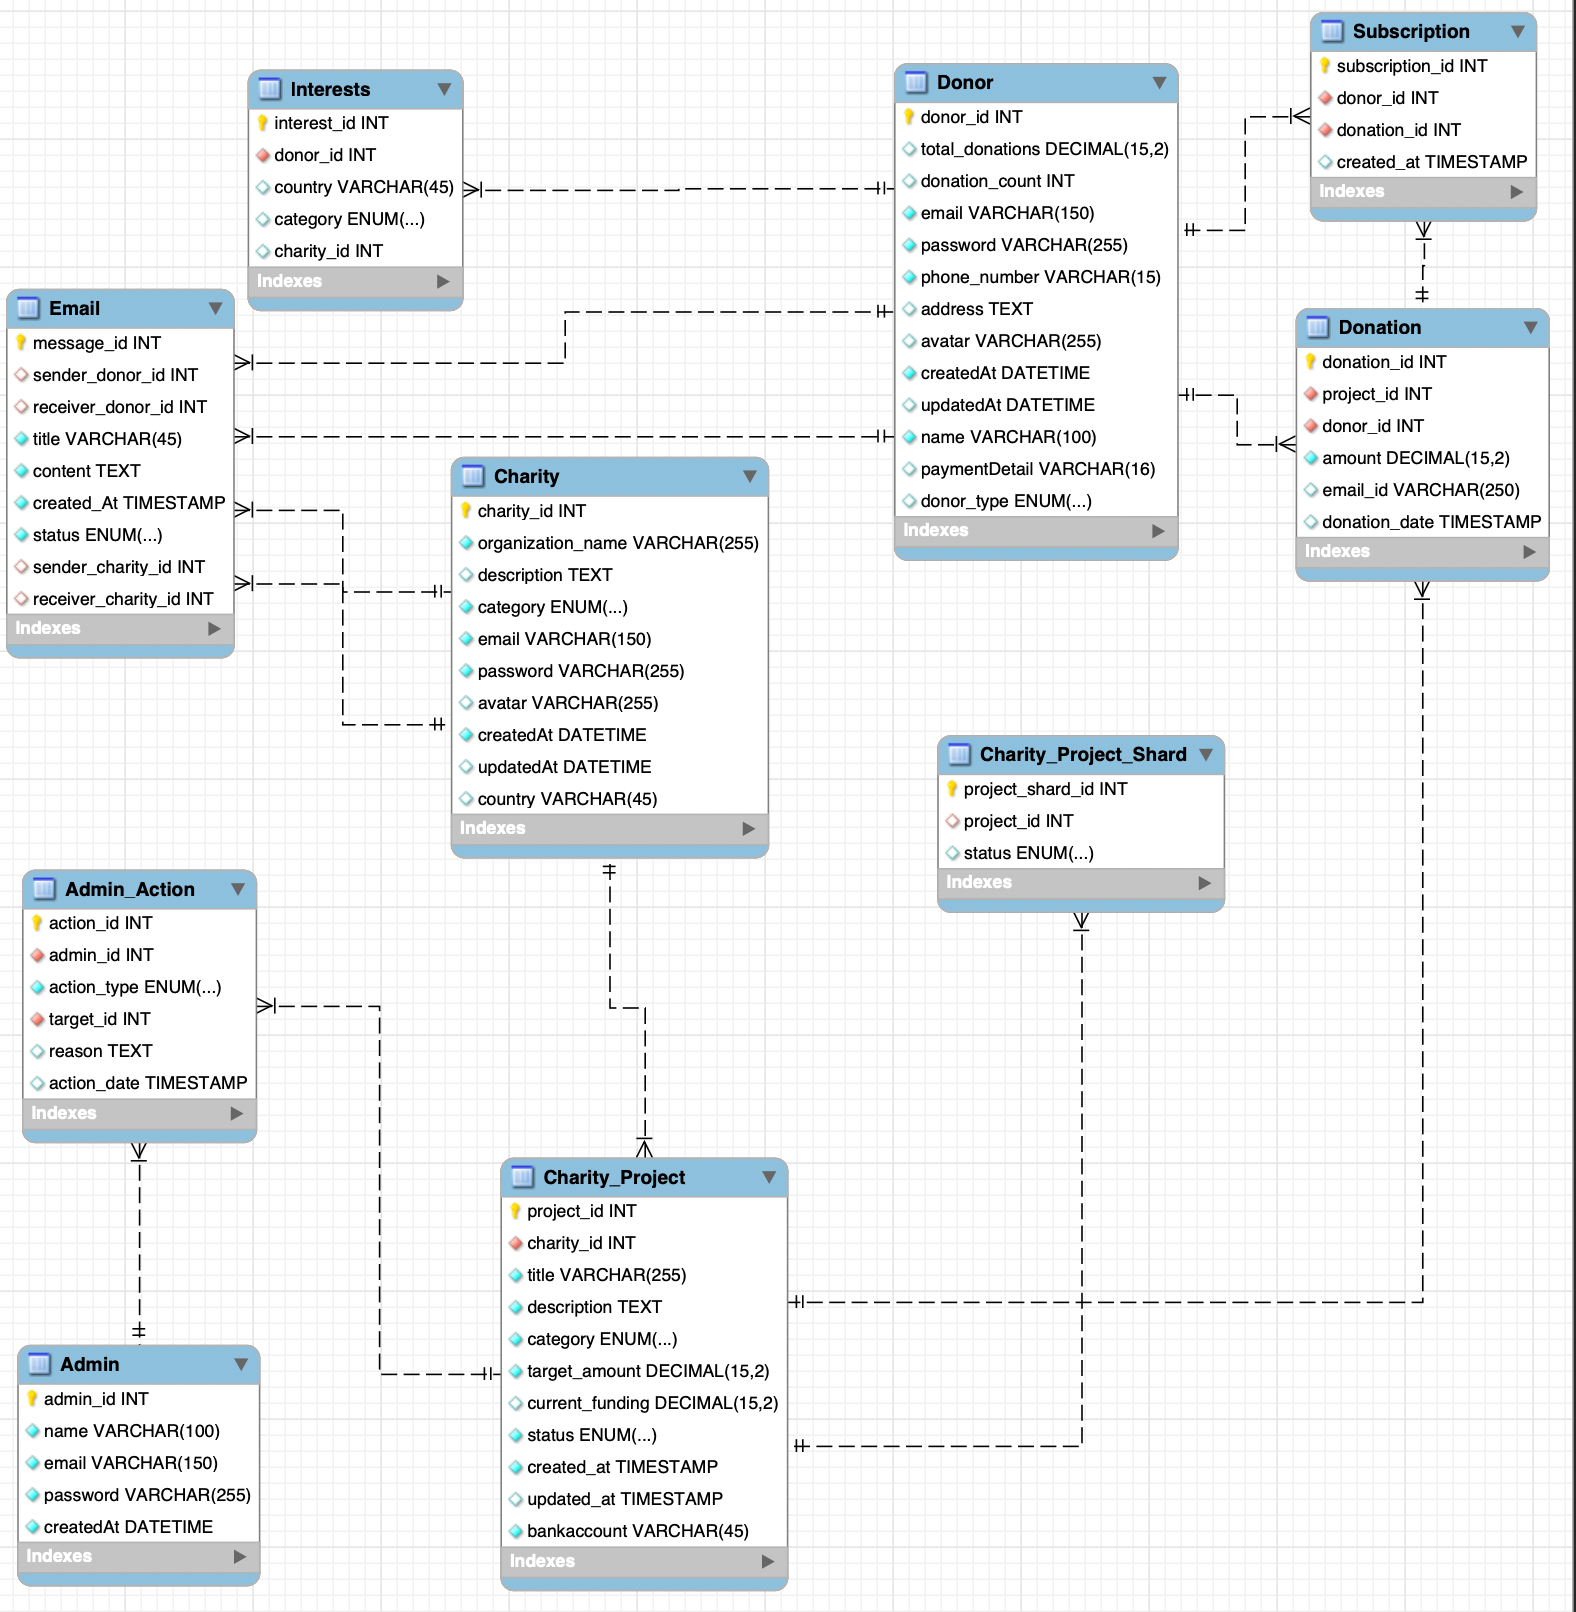 Subscription
subscription_id INT
donor_id INT
donation_id INT
created_at TIMESTAMP
Indexes
Interests
interest_id INT
donor_id INT
country VARCHAR(45)
category ENUM(...)
charity_id INT
Indexes
Donor
donor_id INT
total_donations DECIMAL(15,2)
donation_count INT
email VARCHAR(150)
password VARCHAR(255)
phone_number VARCHAR(15)
address TEXT
avatar VARCHAR(255)
createdAt DATETIME
updatedAt DATETIME
name VARCHAR(100)
paymentDetail VARCHAR(16)
donor_type ENUM(...)
Indexes
Email
message_id INT
sender_donor_id INT
receiver_donor_id INT
title VARCHAR(45)
content TEXT
created_At TIMESTAMP
status ENUM(...)
sender_charity_id INT
receiver_charity_id INT
Indexes
Donation
donation_id INT
project_id INT
donor_id INT
amount DECIMAL(15,2)
email_id VARCHAR(250)
donation_date TIMESTAMP
Indexes
Charity
charity_id INT
organization_name VARCHAR(255)
description TEXT
category ENUM(...)
email VARCHAR(150)
password VARCHAR(255)
avatar VARCHAR(255)
createdAt DATETIME
updatedAt DATETIME
country VARCHAR(45)
Indexes
Charity_Project_Shard
project_shard_id INT
project_id INT
status ENUM(...)
Indexes
Admin_Action
action_id INT
admin_id INT
action_type ENUM(...)
target_id INT
reason TEXT
action_date TIMESTAMP
Indexes
Charity_Project
project_id INT
charity_id INT
title VARCHAR(255)
description TEXT
category ENUM(...)
target_amount DECIMAL(15,2)
current_funding DECIMAL(15,2)
status ENUM(...)
created_at TIMESTAMP
updated_at TIMESTAMP
bankaccount VARCHAR(45)
Indexes
Admin
admin_id INT
name VARCHAR(100)
email VARCHAR(150)
password VARCHAR(255)
createdAt DATETIME
Indexes